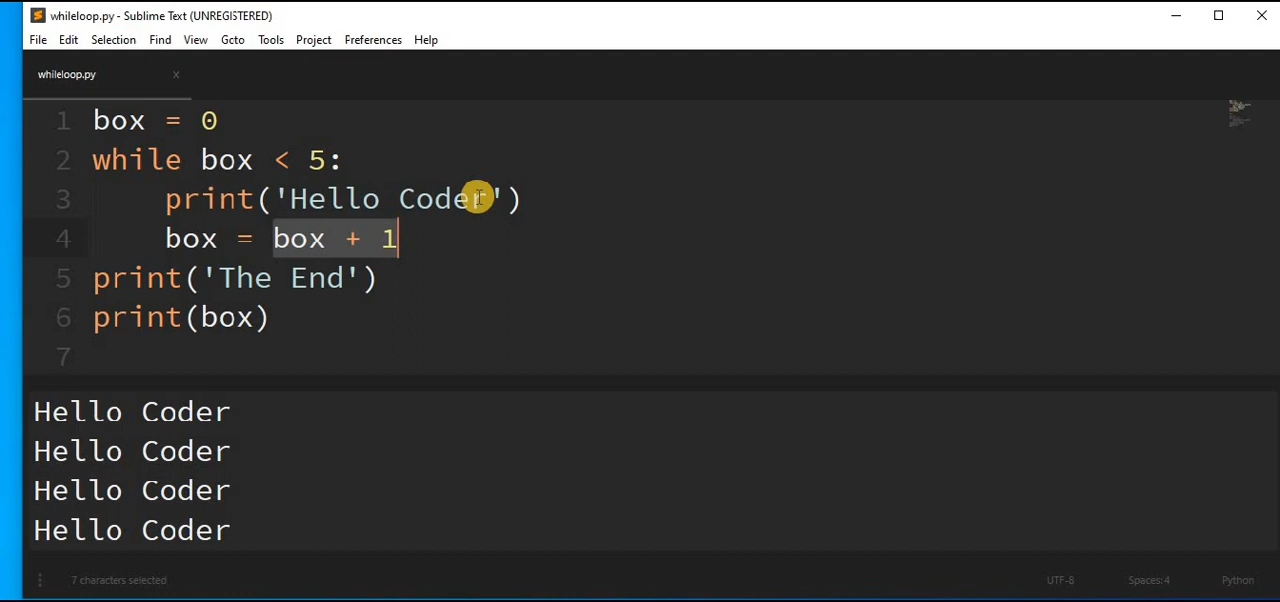 whileloop.py - Sublime Text (UNREGISTERED)
File Edit Selection Find View Goto Tools Project Preferences Help
whileloop.py x
1 box = 0
2 while box < 5:
3     print('Hello Coder')
4     box = box + 1
5 print('The End')
6 print(box)
7
Hello Coder
Hello Coder
Hello Coder
Hello Coder
7 characters selected UTF-8 Spaces: 4 Python